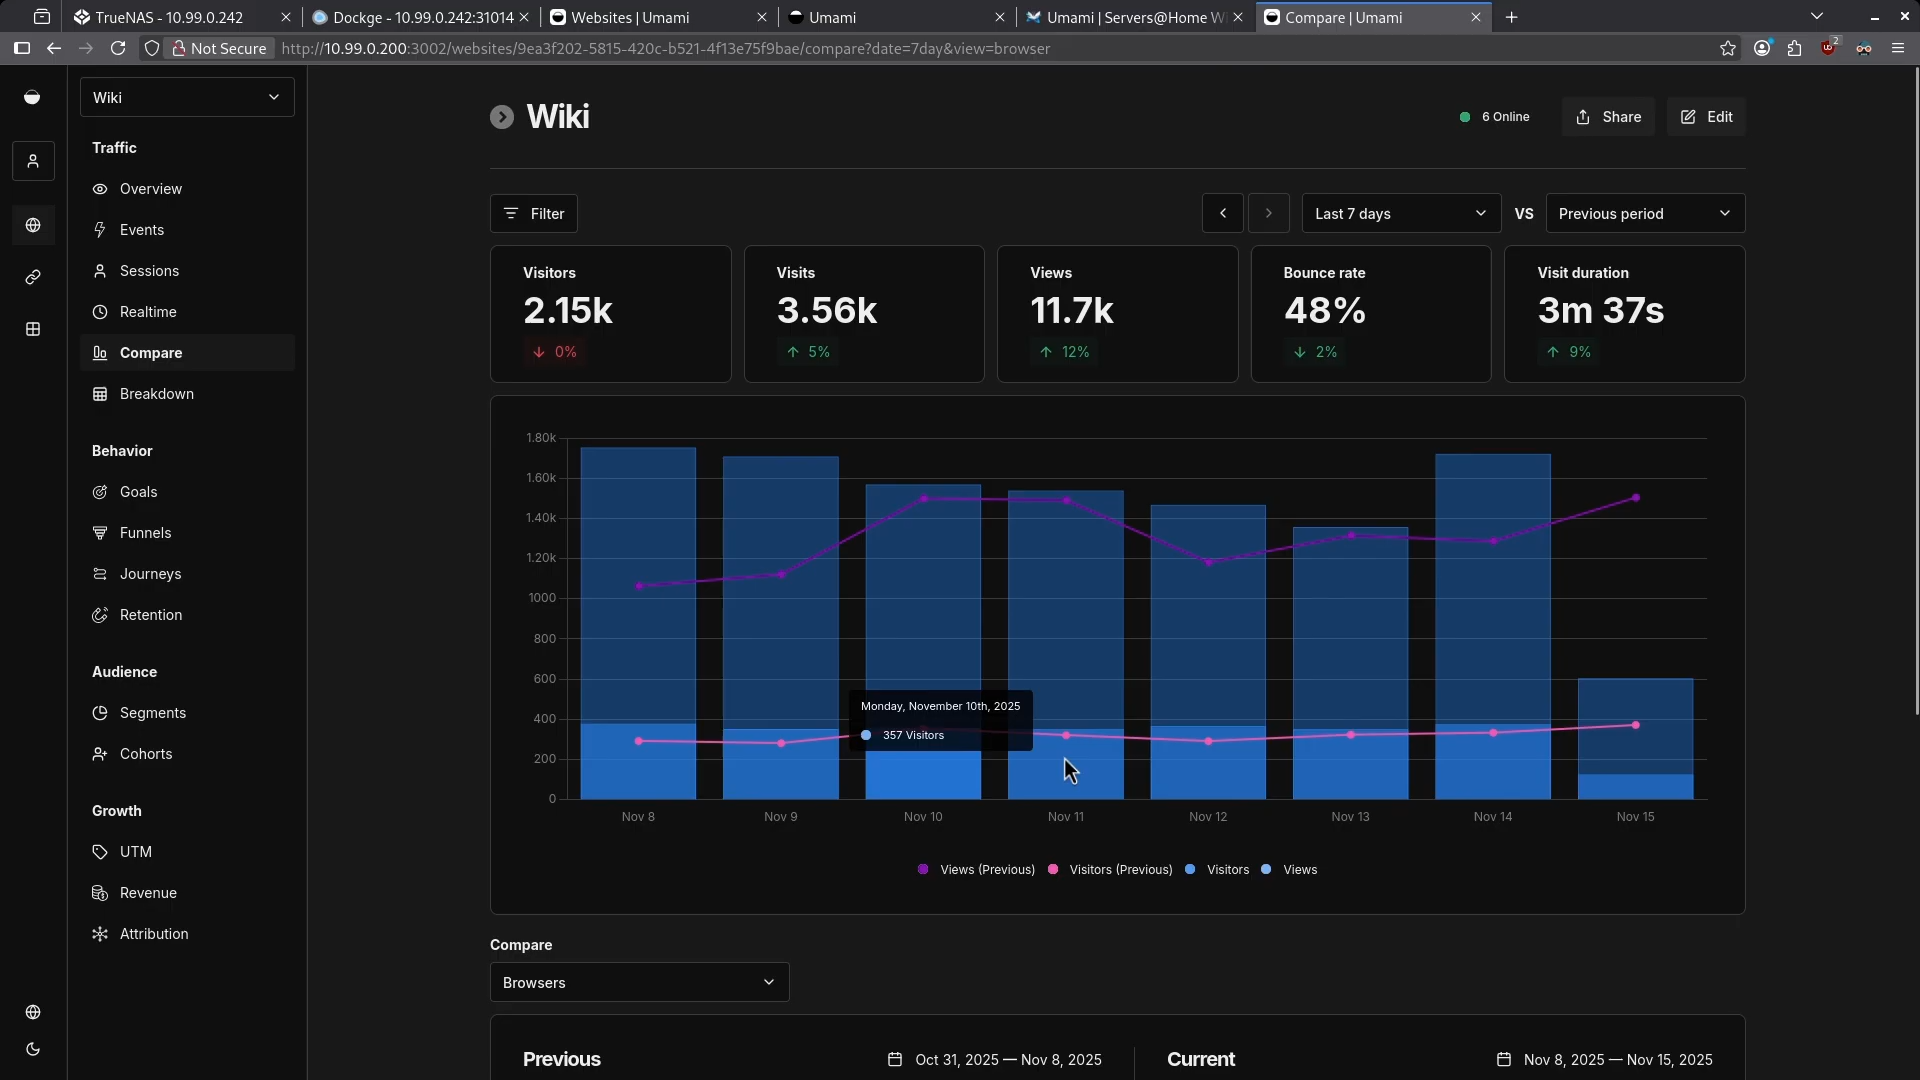 TrueNAS - 10.99.0.242
Dockge - 10.99.0.242:31014
Websites | Umami
Umami
Umami | Servers@Home W
Compare | Umami
Not Secure
http://10.99.0.200:3002/websites/9ea3f202-5815-420c-b521-4f13e75f9bae/compare?date=7day&view=browser
2
Wiki
Traffic
Overview
Events
Sessions
Realtime
Compare
Breakdown
Behavior
Goals
Funnels
Journeys
Retention
Audience
Segments
Cohorts
Growth
UTM
Revenue
Attribution
Wiki
6 Online
Share
Edit
Filter
Last 7 days
VS
Previous period
Visitors
2.15k
0%
Visits
3.56k
5%
Views
11.7k
12%
Bounce rate
48%
2%
Visit duration
3m 37s
9%
1.80k
1.60k
1.40k
1.20k
1000
800
600
400
200
0
Monday, November 10th, 2025
357 Visitors
Nov 8
Nov 9
Nov 10
Nov 11
Nov 12
Nov 13
Nov 14
Nov 15
Views (Previous)
Visitors (Previous)
Visitors
Views
Compare
Browsers
Previous
Oct 31, 2025 — Nov 8, 2025
Current
Nov 8, 2025 — Nov 15, 2025